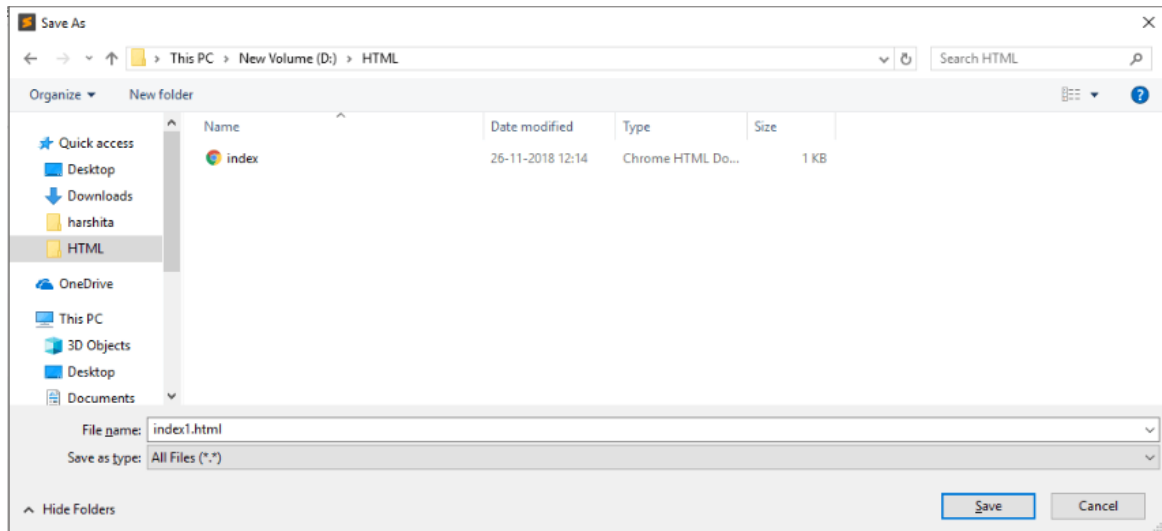 Save As
This PC > New Volume (D:) > HTML
Search HTML
Organize
New folder
Name
Date modified
Type
Size
Quick access
Desktop
Downloads
harshita
HTML
OneDrive
This PC
3D Objects
Desktop
Documents
index
26-11-2018 12:14
Chrome HTML Do...
1 KB
File name: index1.html
Save as type: All Files (*.*)
Hide Folders
Save
Cancel